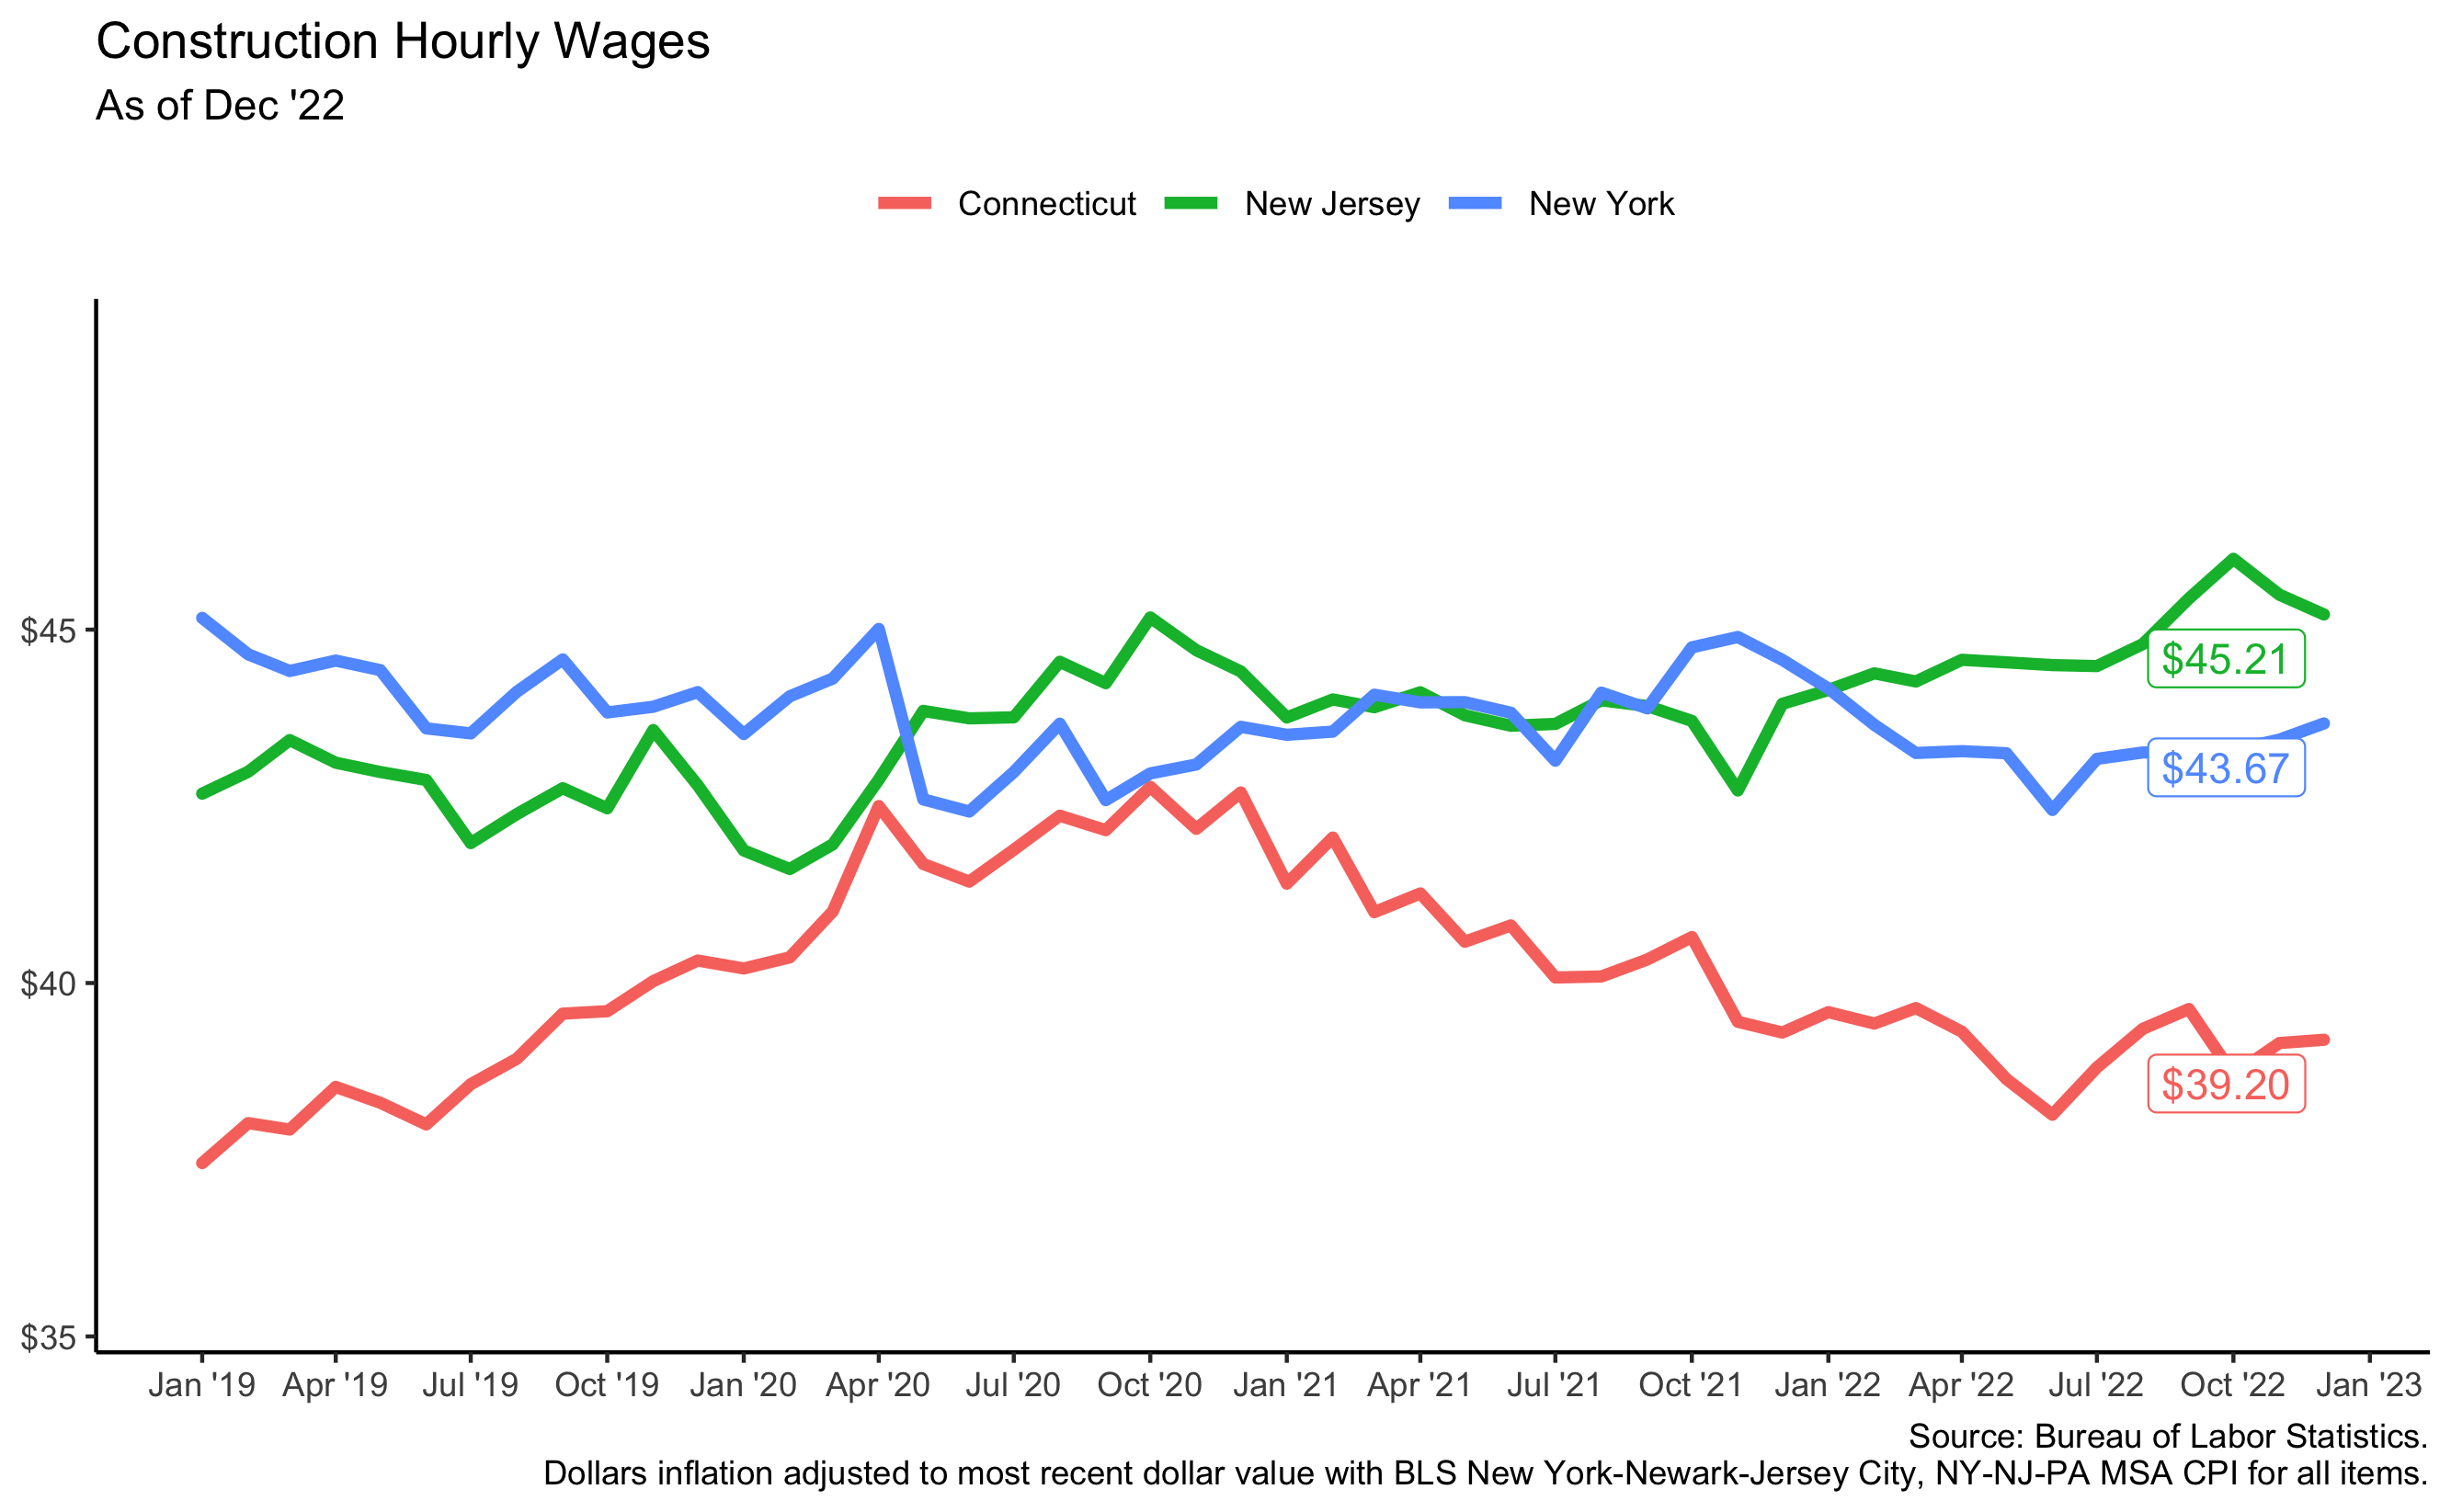 Construction Hourly Wages
As of Dec '22
Connecticut New Jersey New York
$45
$40
$35
$45.21
$43.67
$39.20
Jan '19 Apr '19 Jul '19 Oct '19 Jan '20 Apr '20 Jul '20 Oct '20 Jan '21 Apr '21 Jul '21 Oct '21 Jan '22 Apr '22 Jul '22 Oct '22 Jan '23
Source: Bureau of Labor Statistics.
Dollars inflation adjusted to most recent dollar value with BLS New York-Newark-Jersey City, NY-NJ-PA MSA CPI for all items.